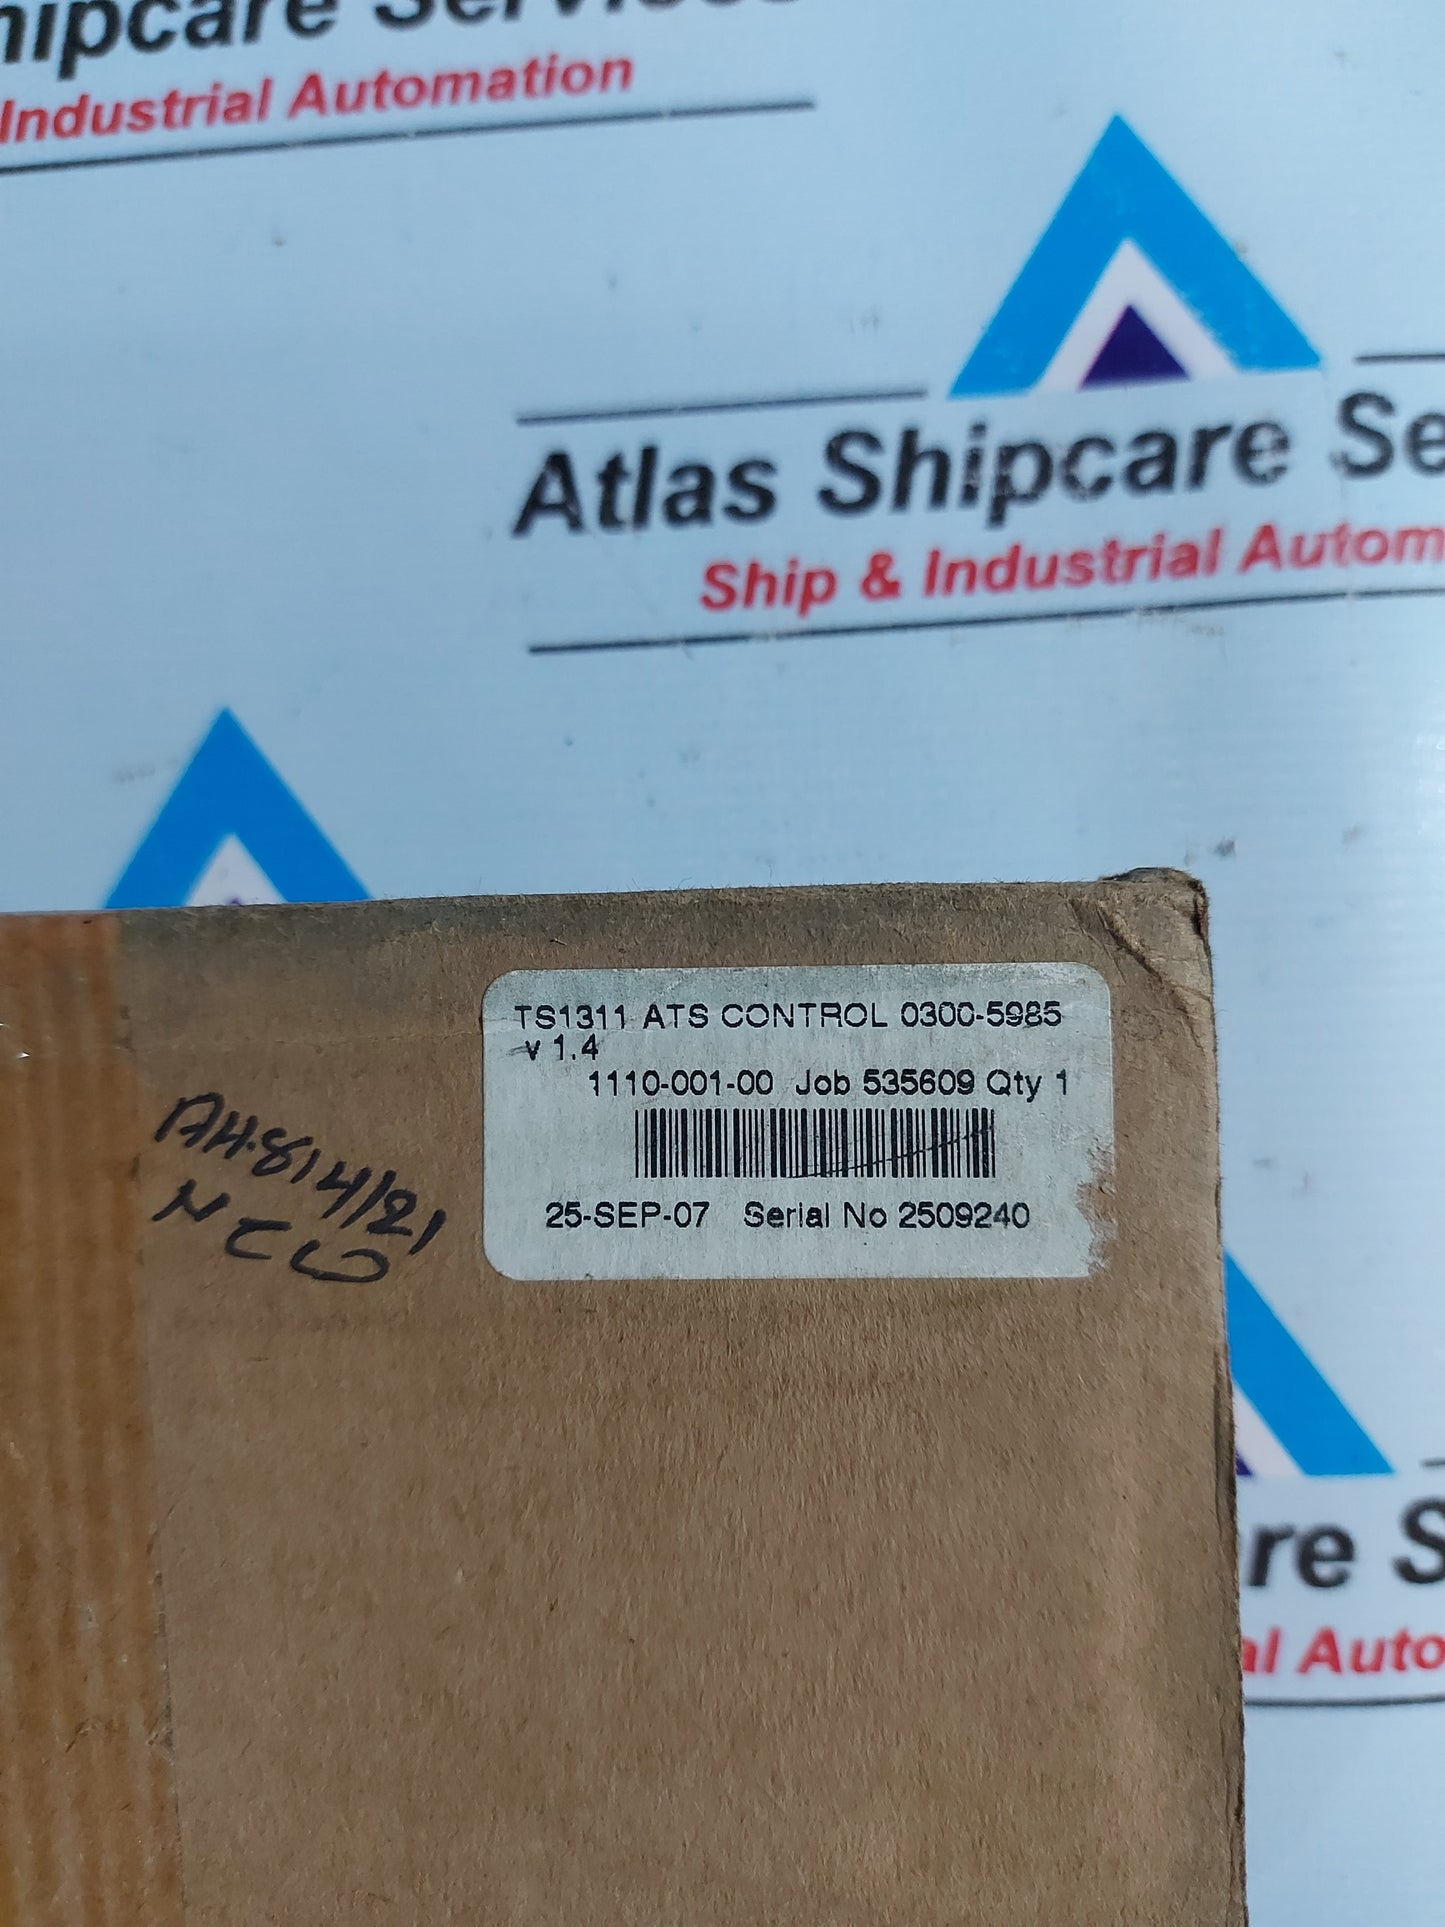 hipcare Services
Industrial Automation
Atlas Shipcare Se
Ship & Industrial Autom
TS1311 ATS CONTROL 0300-5985
v 1.4
1110-001-00 Job 535609 Qty 1
25-SEP-07 Serial No 2509240
re S
al Auto